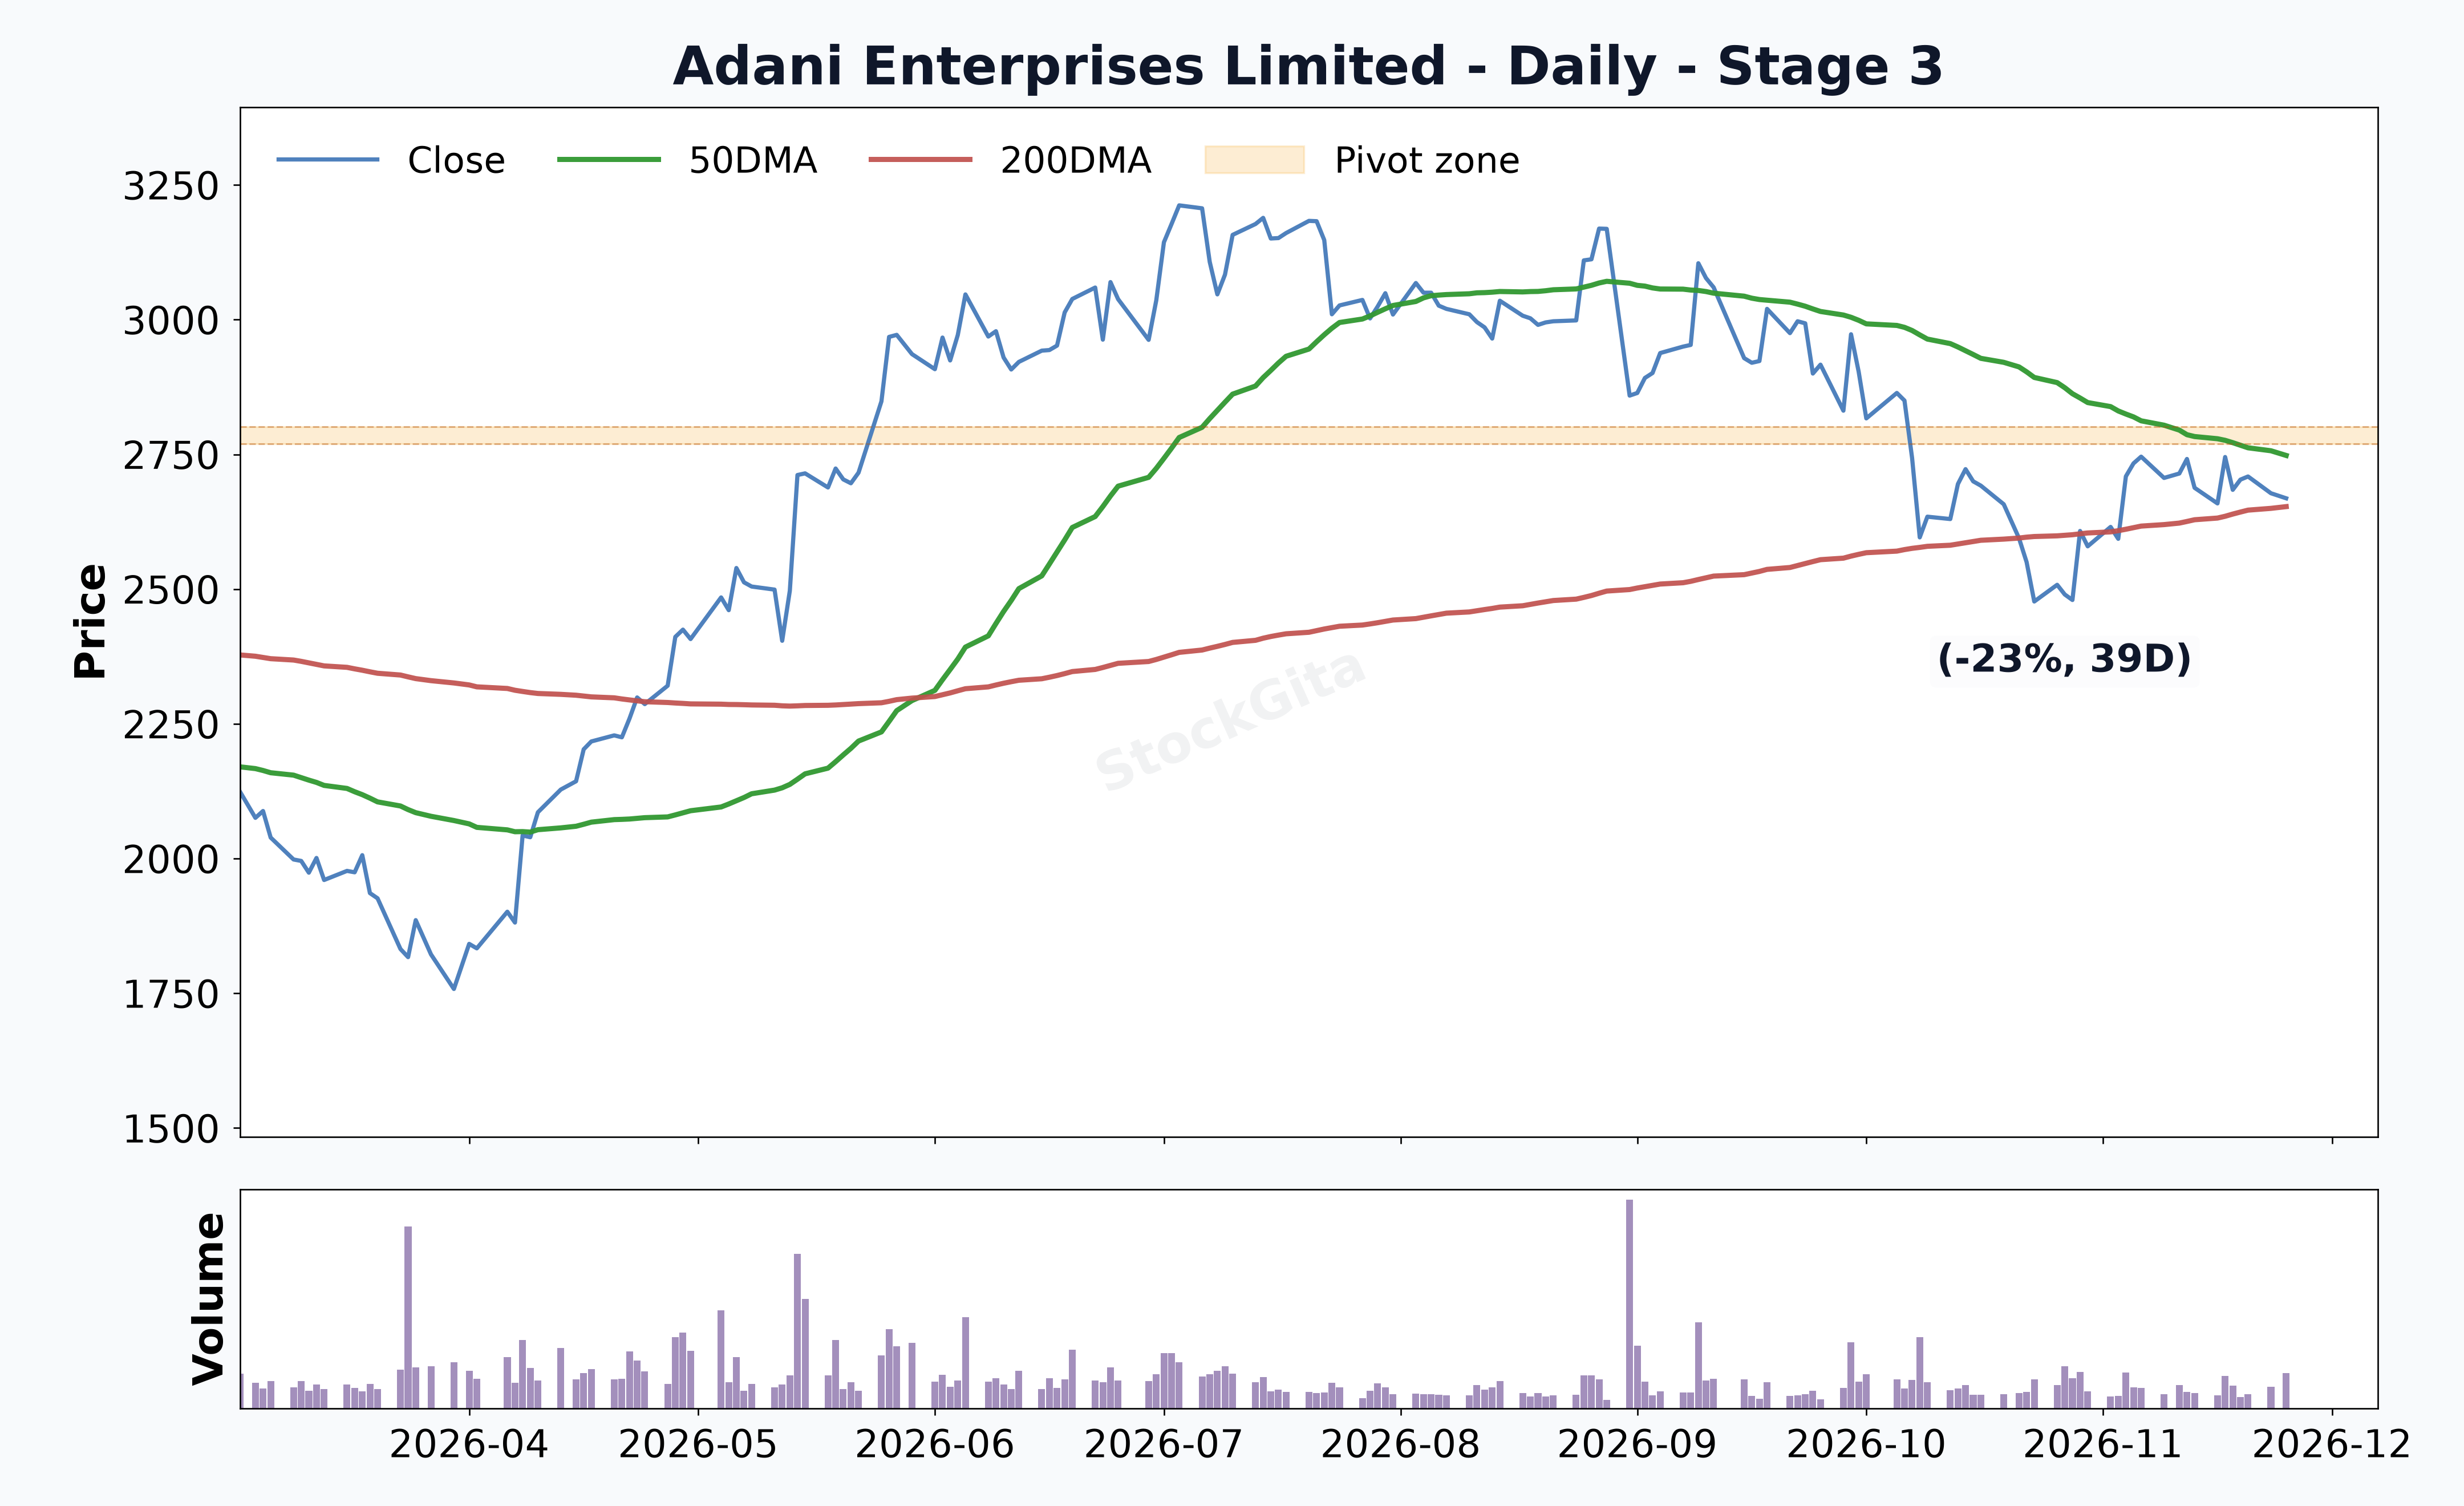 Adani Enterprises Limited - Daily - Stage 3
Close 50DMA 200DMA Pivot zone
3250
3000
2750
2500
2250
2000
1750
1500
Price
(-23%, 39D)
StockGita
Volume
2026-04 2026-05 2026-06 2026-07 2026-08 2026-09 2026-10 2026-11 2026-12